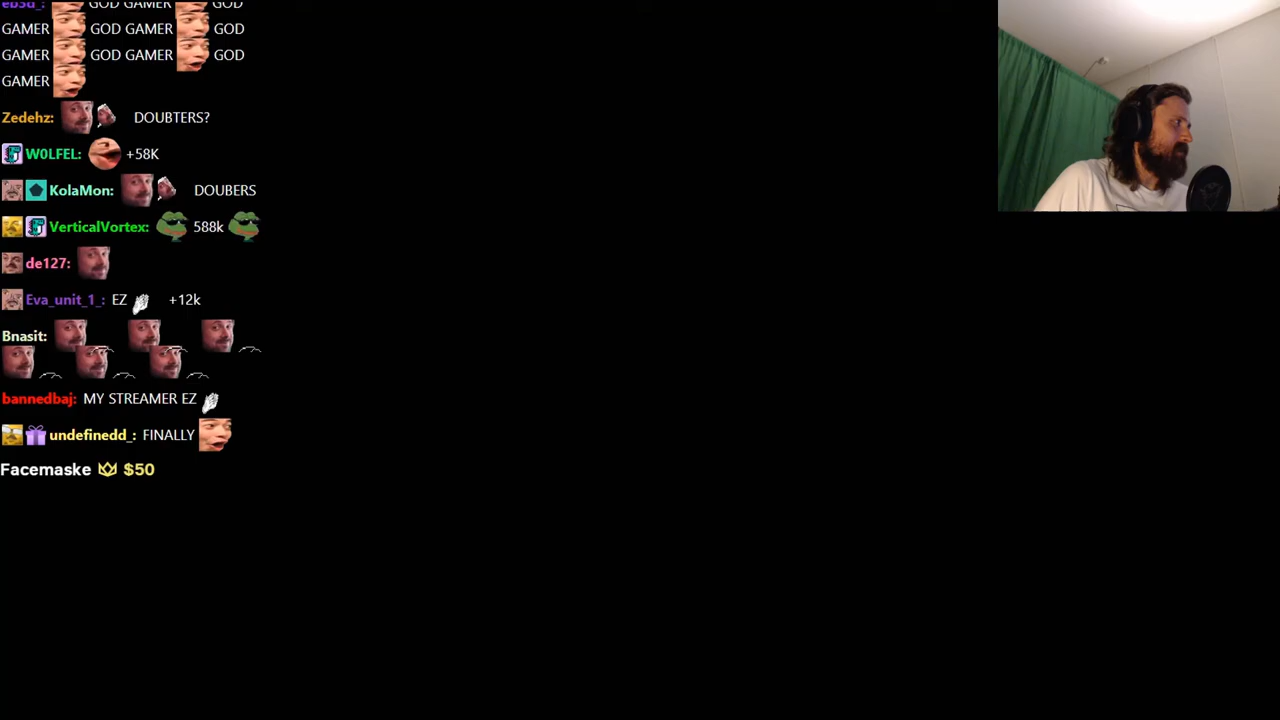 eb3d_: GOD GAMER GOD
GAMER GOD GAMER GOD
GAMER GOD GAMER GOD
GAMER
Zedehz: DOUBTERS?
W0LFEL: +58K
KolaMon: DOUBERS
VerticalVortex: 588k
de127:
Eva_unit_1_: EZ +12k
Bnasit:
bannedbaj: MY STREAMER EZ
undefinedd_: FINALLY
Facemaske $50